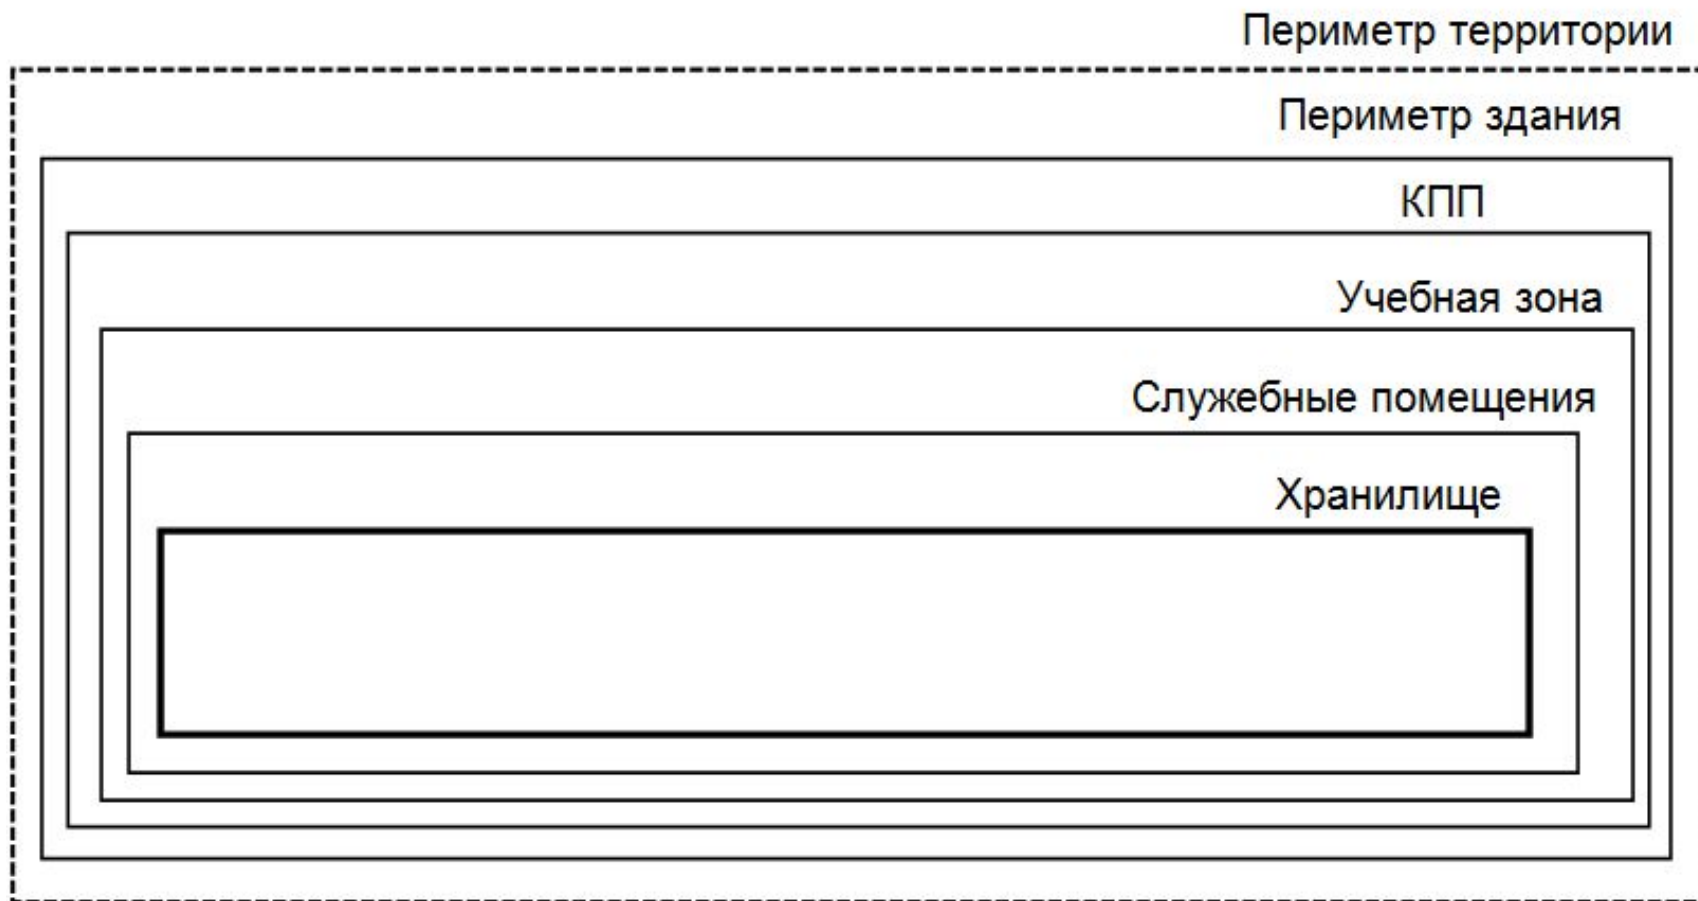 Периметр территории
Периметр здания
КПП
Учебная зона
Служебные помещения
Хранилище